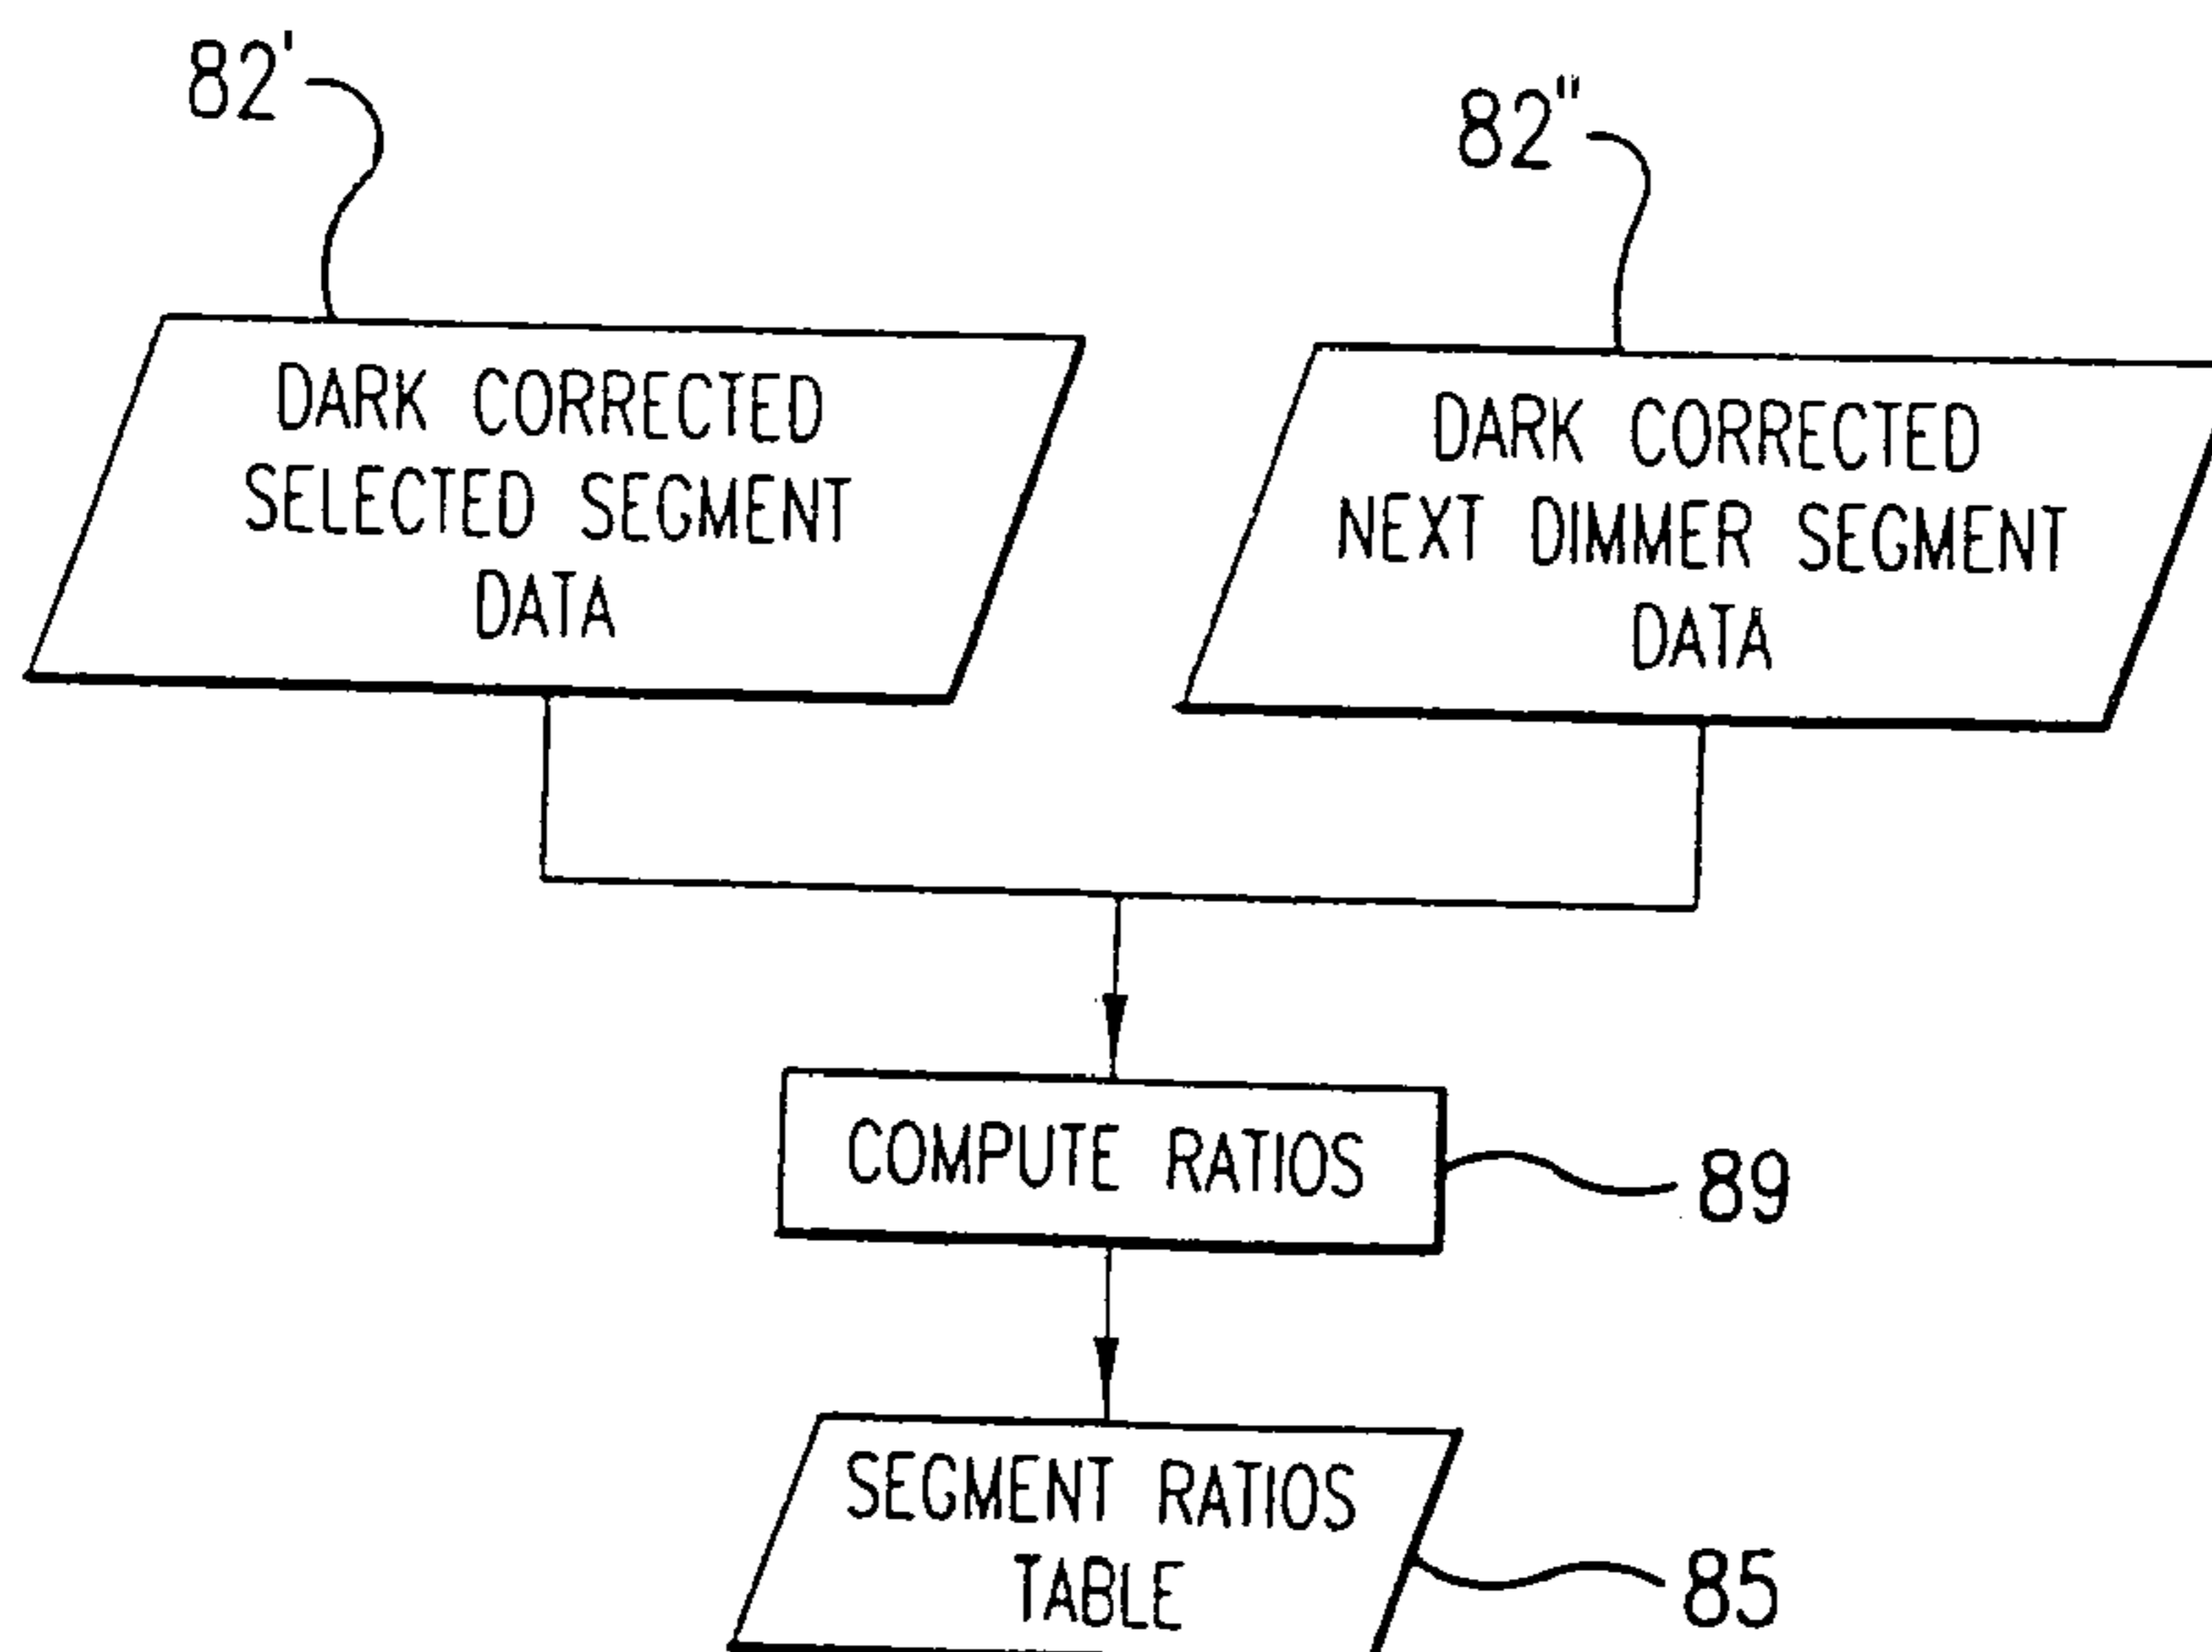 82'
82"
DARK CORRECTED
SELECTED SEGMENT
DATA
DARK CORRECTED
NEXT DIMMER SEGMENT
DATA
COMPUTE RATIOS
89
SEGMENT RATIOS
TABLE
85